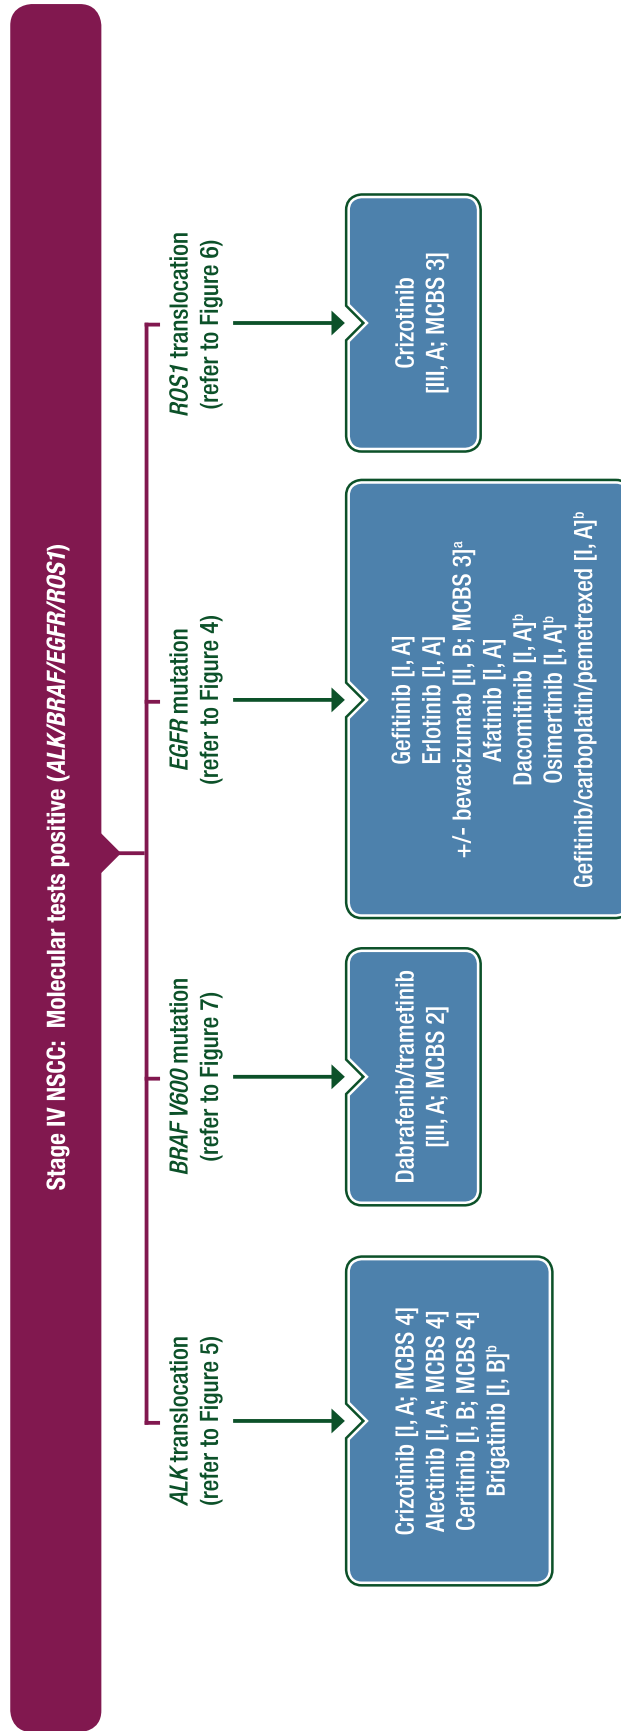 Stage IV NSCC: Molecular tests positive (ALK/BRAF/EGFR/ROS1)
ALK translocation
(refer to Figure 5)
Crizotinib [I, A; MCBS 4]
Alectinib [I, A; MCBS 4]
Ceritinib [I, B; MCBS 4]
Brigatinib [I, B]b
BRAF V600 mutation
(refer to Figure 7)
Dabrafenib/trametinib
[III, A; MCBS 2]
EGFR mutation
(refer to Figure 4)
Gefitinib [I, A]
Erlotinib [I, A]
+/- bevacizumab [II, B; MCBS 3]a
Afatinib [I, A]
Dacomitinib [I, A]b
Osimertinib [I, A]b
Gefitinib/carboplatin/pemetrexed [I, A]b
ROS1 translocation
(refer to Figure 6)
Crizotinib
[III, A; MCBS 3]